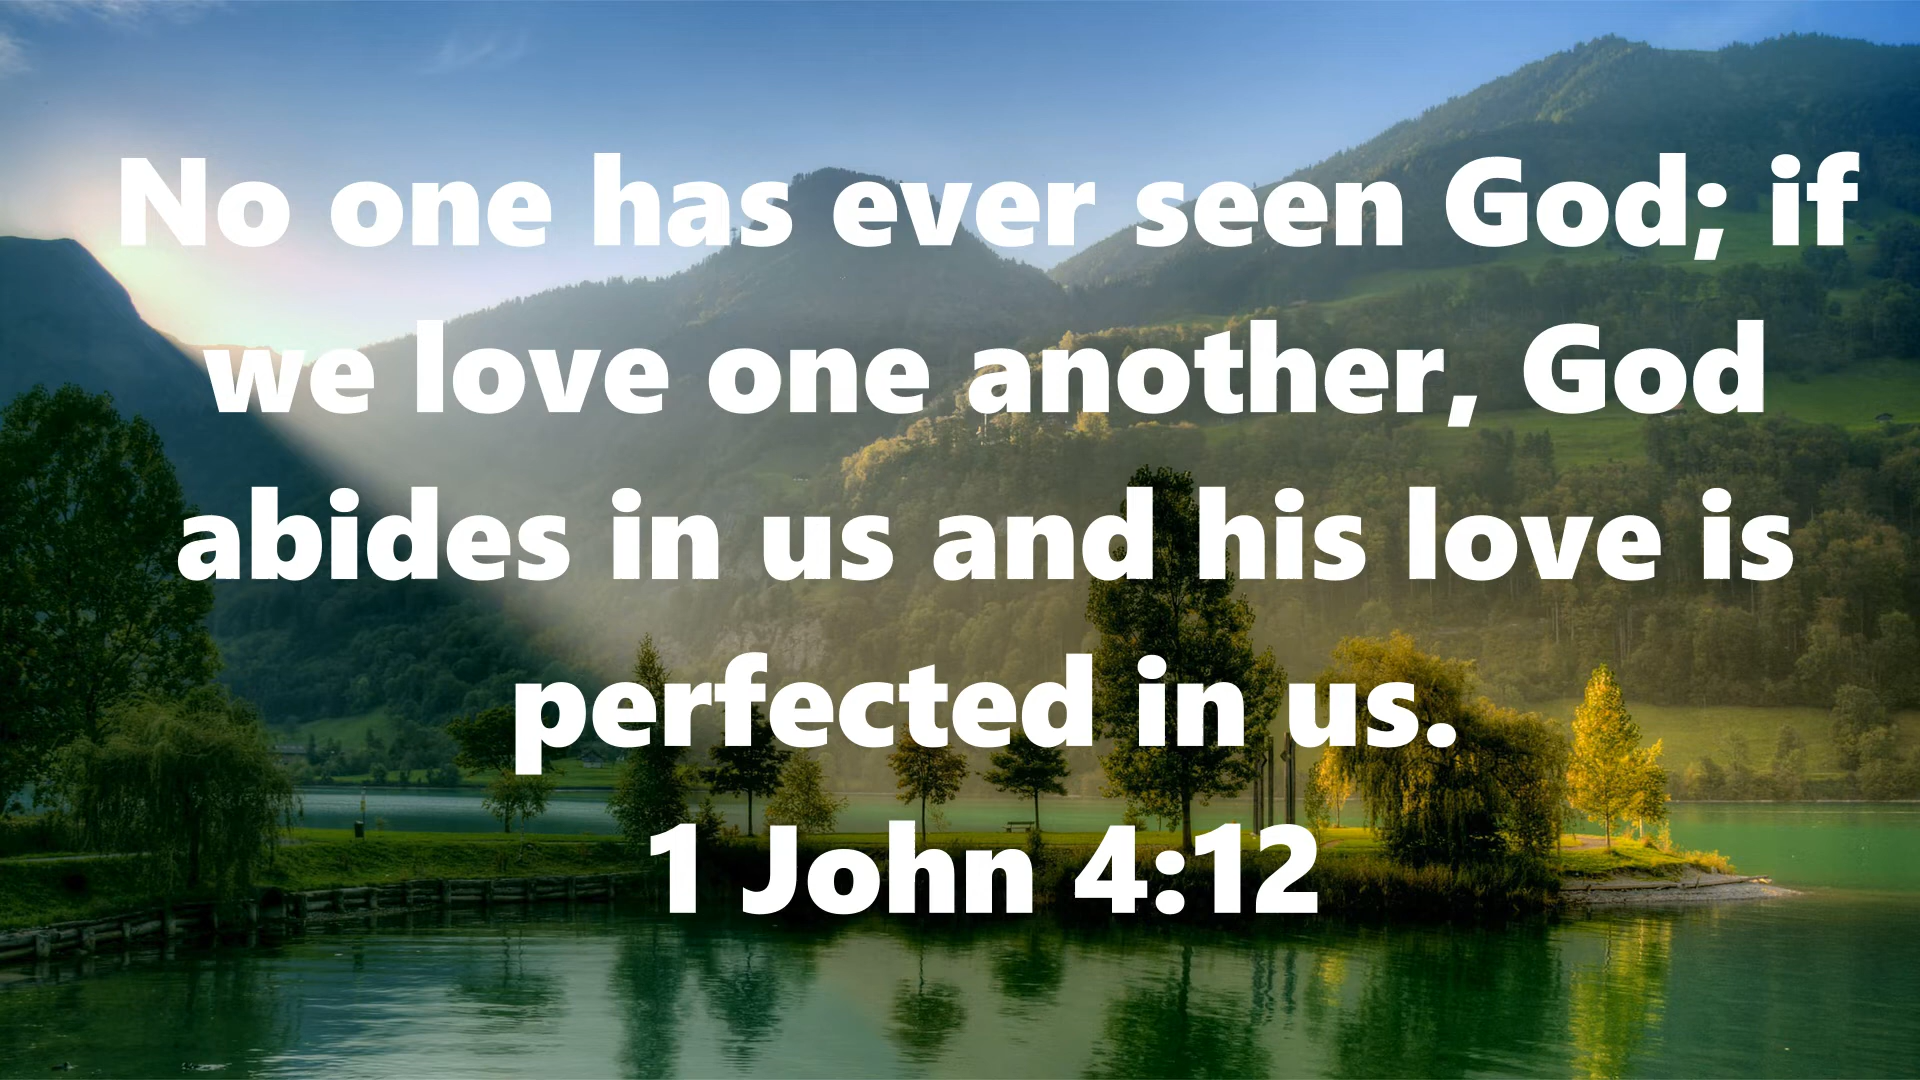 No one has ever seen God; if
we love one another, God
abides in us and his love is
perfected in us.
1 John 4:12